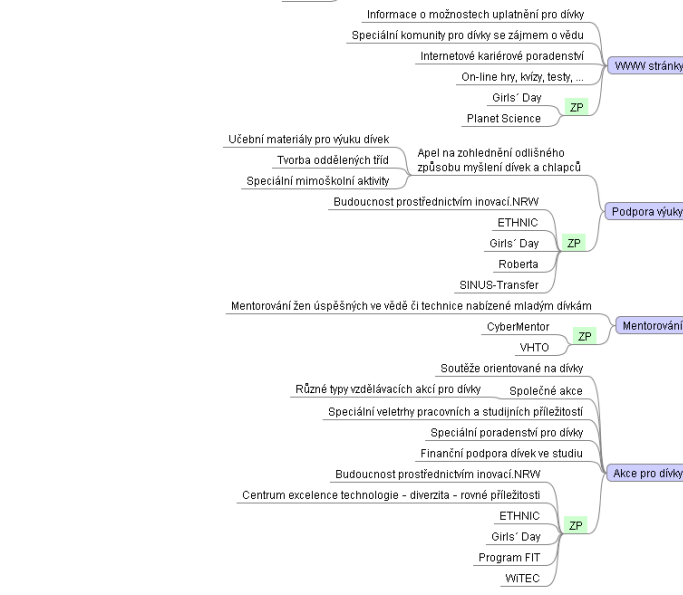 Informace o možnostech uplatnění pro dívky
Speciální komunity pro dívky se zájmem o vědu
Internetové kariérové poradenství
On-line hry, kvízy, testy, ...
WWW stránky
Girls´ Day
Planet Science
ZP
Učební materiály pro výuku dívek
Tvorba oddělených tříd
Speciální mimoškolní aktivity
Apel na zohlednění odlišného
způsobu myšlení dívek a chlapců
Budoucnost prostřednictvím inovací.NRW
ETHNIC
Girls´ Day
Roberta
SINUS-Transfer
ZP
Podpora výuky
Mentorování žen úspěšných ve vědě či technice nabízené mladým dívkám
CyberMentor
VHTO
ZP
Mentorování
Soutěže orientované na dívky
Různé typy vzdělávacích akcí pro dívky
Společné akce
Speciální veletrhy pracovních a studijních příležitostí
Speciální poradenství pro dívky
Finanční podpora dívek ve studiu
Akce pro dívky
Budoucnost prostřednictvím inovací.NRW
Centrum excelence technologie – diverzita – rovné příležitosti
ETHNIC
Girls´ Day
Program FIT
WiTEC
ZP